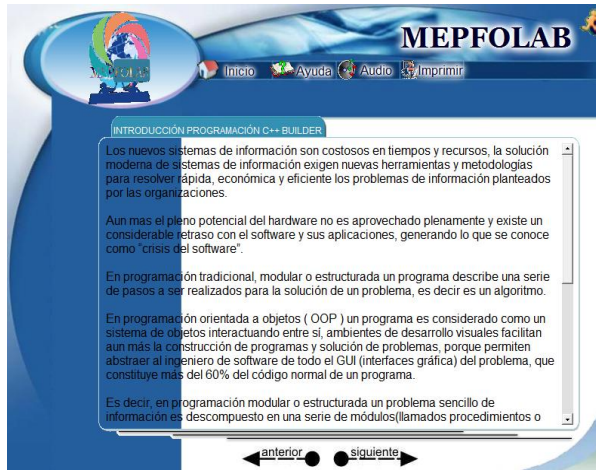 MEPFOLAB
MEPFOLAB
Inicio Ayuda Audio Imprimir
INTRODUCCIÓN PROGRAMACIÓN C++ BUILDER
Los nuevos sistemas de información son costosos en tiempos y recursos, la solución
moderna de sistemas de información exigen nuevas herramientas y metodologías
para resolver rápida, económica y eficiente los problemas de información planteados
por las organizaciones.
Aun mas el pleno potencial del hardware no es aprovechado plenamente y existe un
considerable retraso con el software y sus aplicaciones, generando lo que se conoce
como “crisis del software”.
En programación tradicional, modular o estructurada un programa describe una serie
de pasos a ser realizados para la solución de un problema, es decir es un algoritmo.
En programación orientada a objetos ( OOP ) un programa es considerado como un
sistema de objetos interactuando entre sí, ambientes de desarrollo visuales facilitan
aun más la construcción de programas y solución de problemas, porque permiten
abstraer al ingeniero de software de todo el GUI (interfaces gráfica) del problema, que
constituye más del 60% del código normal de un programa.
Es decir, en programación modular o estructurada un problema sencillo de
información es descompuesto en una serie de módulos(llamados procedimientos o
anterior siguiente